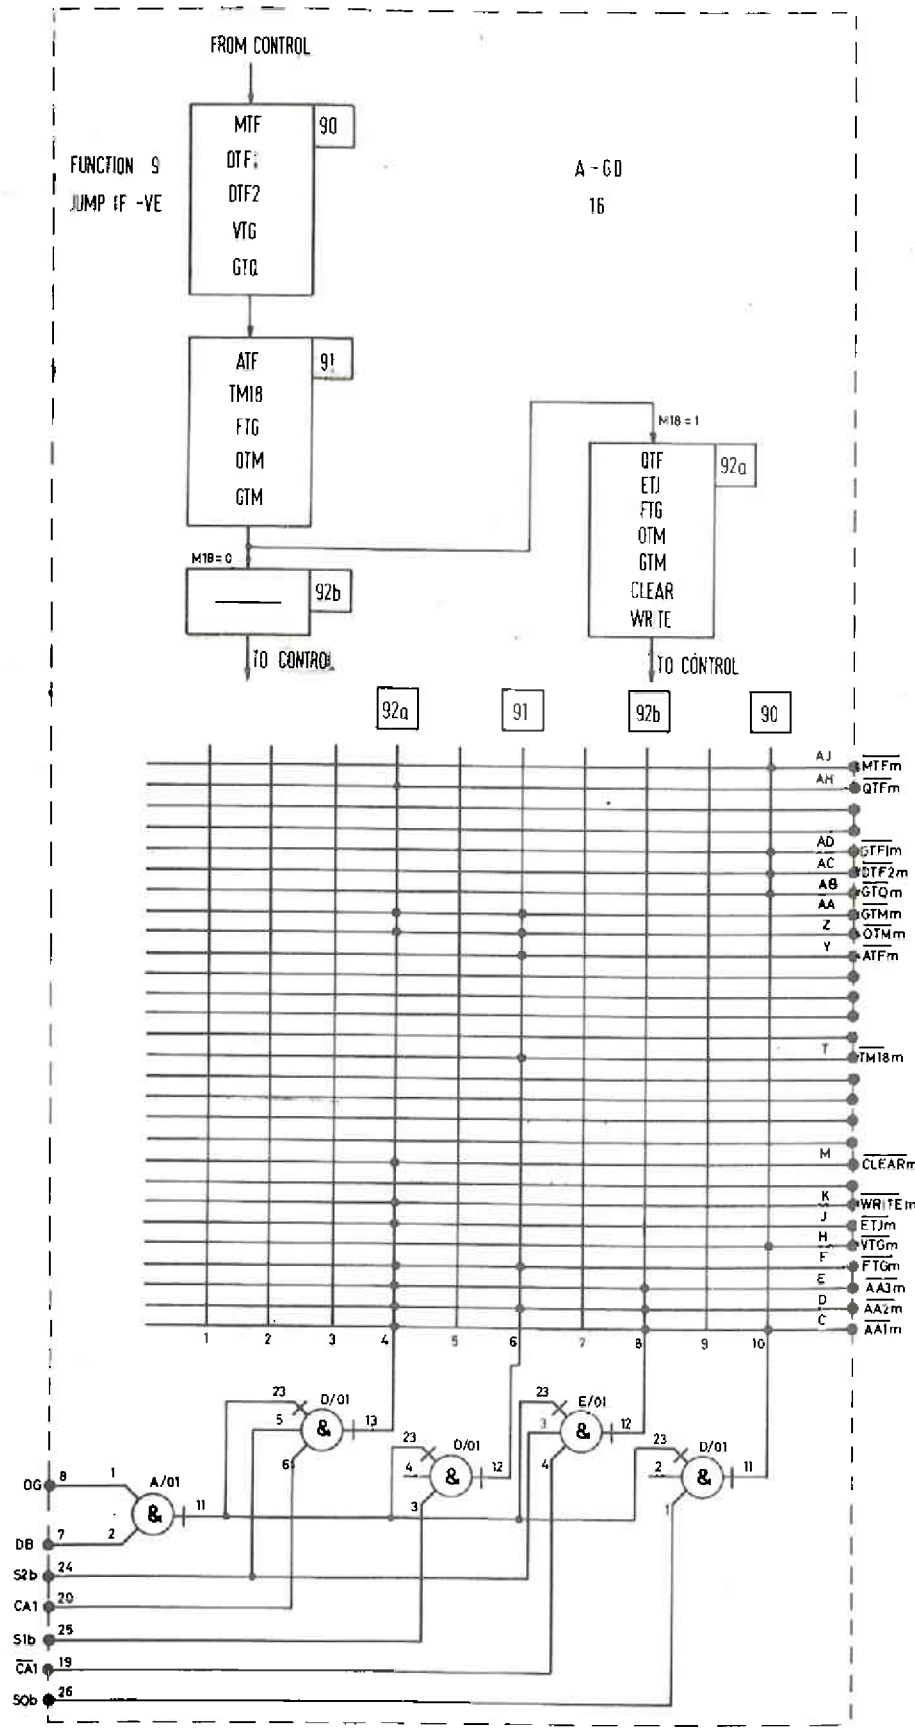 FROM CONTROL
FUNCTION 9
JUMP IF -VE
MTF
OTF1
DTF2
VTG
GTQ
90
A-GD
16
ATF
TM18
FTG
OTM
GTM
91
M18=0
92b
TO CONTROL
M18=1
QTF
ETJ
FTG
OTM
GTM
CLEAR
WRITE
92a
TO CONTROL
92a 91 92b 90
AJ MTFm
AH QTFm
AD OTF1m
AC DTF2m
AB GTQm
AA GTMm
Z OTMm
Y ATFm
T TM18m
M CLEARm
K WRITEm
J ETJm
H VTGm
F FTGm
E AA3m
D AA2m
C AA1m
1 2 3 4 5 6 7 8 9 10
23 D/01
5 & 13
6
23 D/01
4 & 12
3
23 E/01
3 & 12
4
23 D/01
2 & 11
1
OG 8 1 A/01
& 11
DB 7 2
S2b 24
CA1 20
S1b 25
C̅A̅1̅ 19
S0b 26